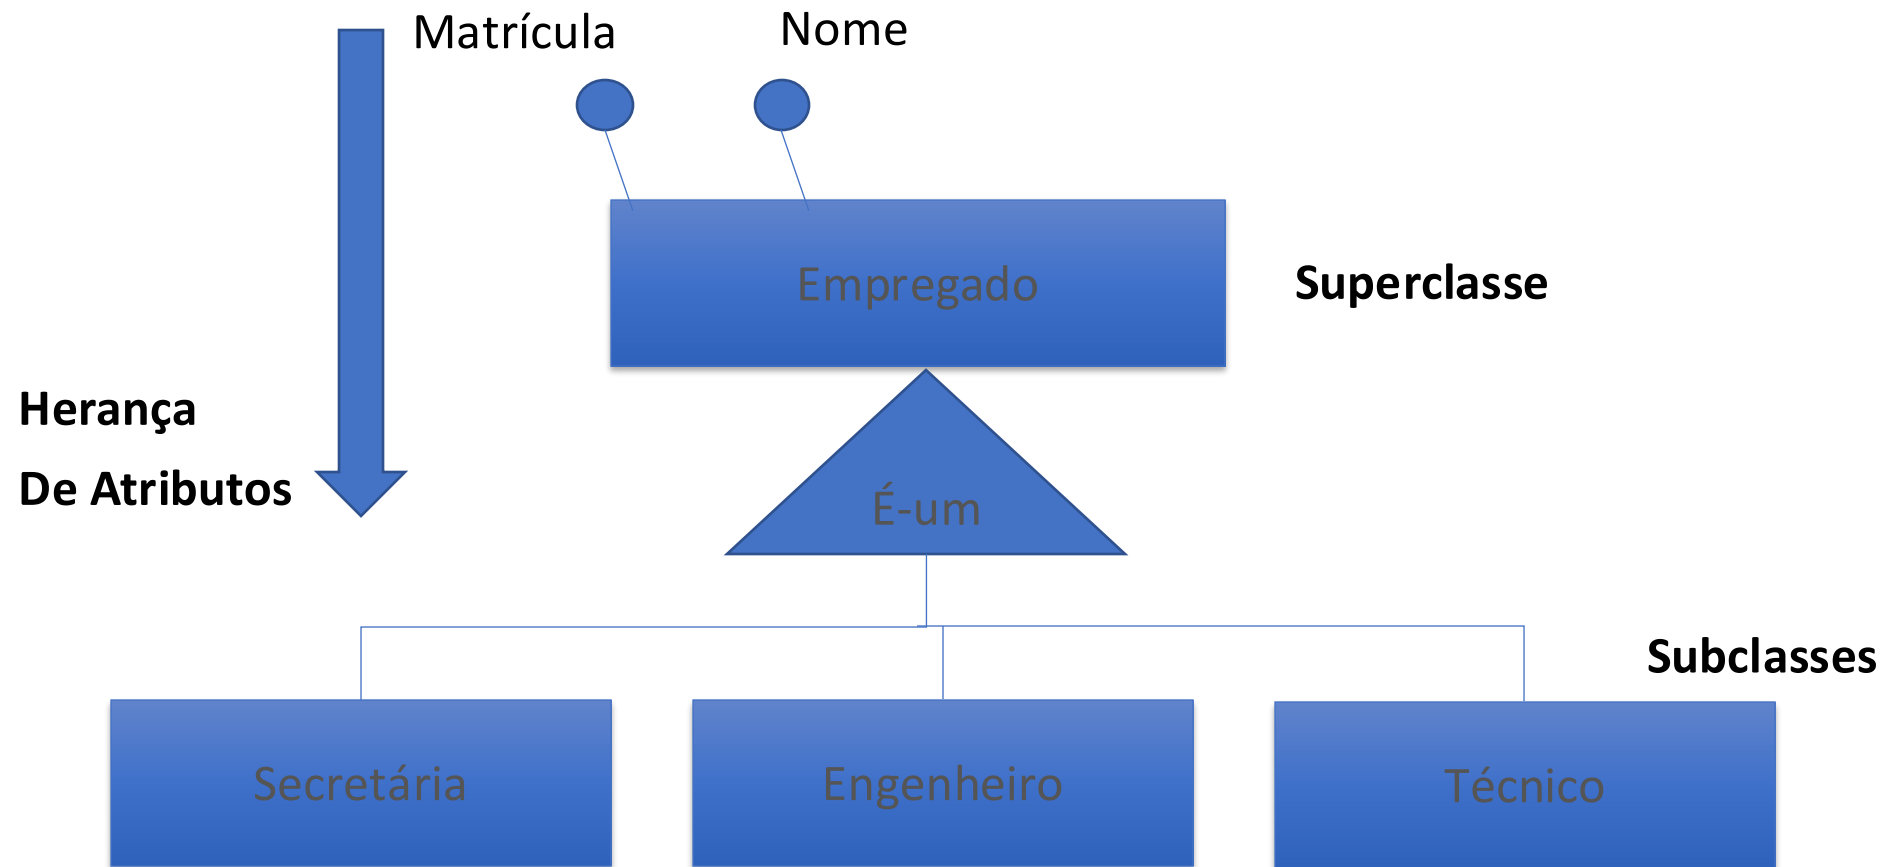 Matrícula
Nome
Empregado
Superclasse
Herança
De Atributos
É-um
Subclasses
Secretária
Engenheiro
Técnico